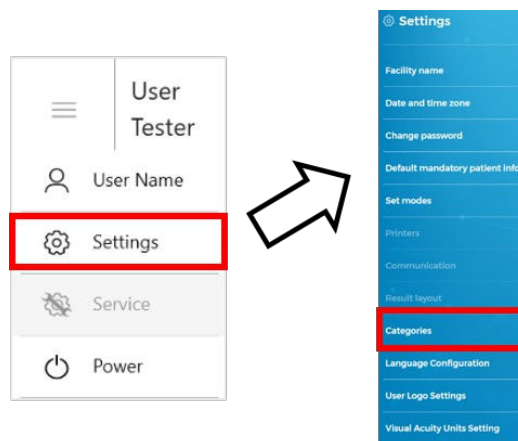 User
Tester
User Name
Settings
Service
Power
Settings
Facility name
Date and time zone
Change password
Default mandatory patient info
Set modes
Printers
Communication
Result layout
Categories
Language Configuration
User Logo Settings
Visual Acuity Units Setting